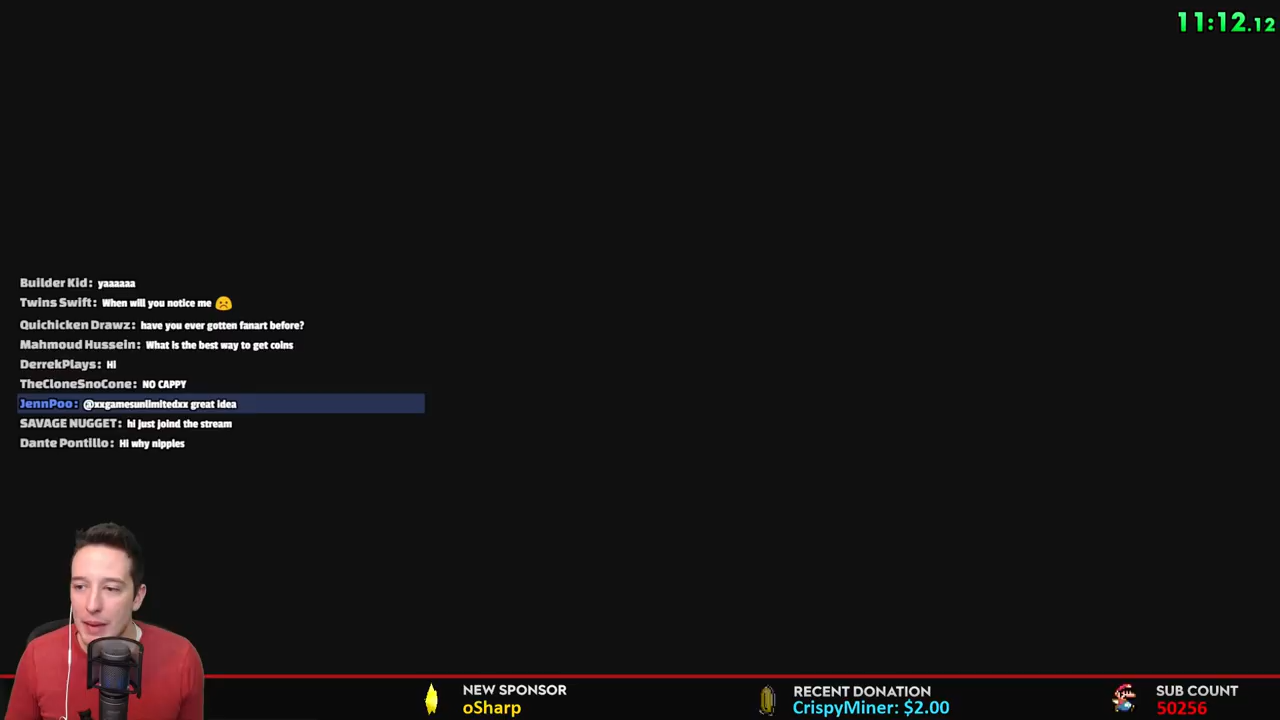 11:12.12
Builder Kid: yaaaaaa
Twins Swift: When will you notice me ☹️
Quichicken Drawz: have you ever gotten fanart before?
Mahmoud Hussein: What is the best way to get coins
DerrekPlays: HI
TheCloneSnoCone: NO CAPPY
JennPoo: @xxgamesunlimitedxx great idea
SAVAGE NUGGET: hi just joind the stream
Dante Pontillo: Hi why nipples
NEW SPONSOR
oSharp
RECENT DONATION
CrispyMiner: $2.00
SUB COUNT
50256